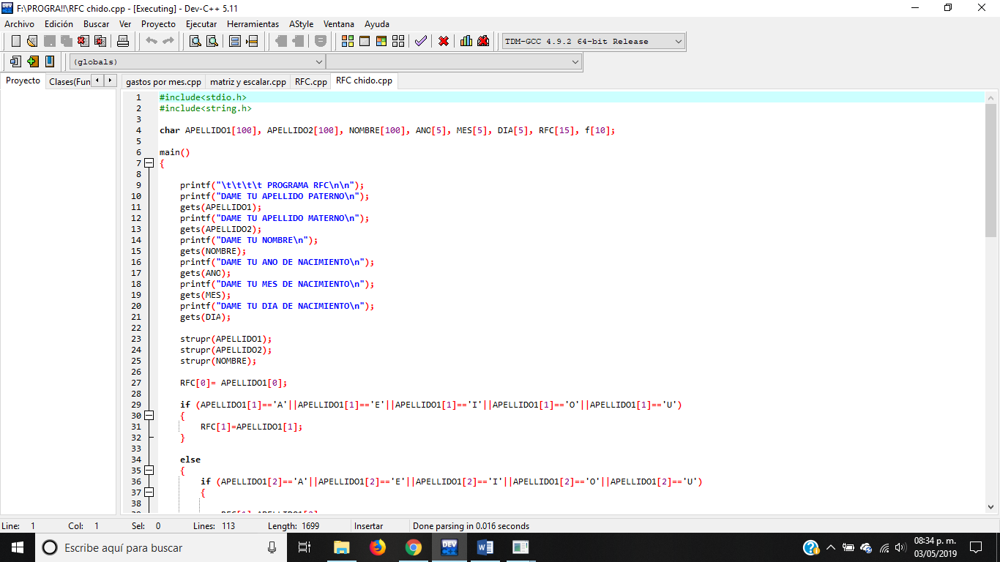 F:\PROGRA!!\RFC chido.cpp - [Executing] - Dev-C++ 5.11
Archivo Edición Buscar Ver Proyecto Ejecutar Herramientas AStyle Ventana Ayuda
TDM-GCC 4.9.2 64-bit Release
(globals)
Proyecto Clases(Fun gastos por mes.cpp matriz y escalar.cpp RFC.cpp RFC chido.cpp
1 #include<stdio.h>
2 #include<string.h>
3
4 char APELLIDO1[100], APELLIDO2[100], NOMBRE[100], ANO[5], MES[5], DIA[5], RFC[15], f[10];
5
6 main()
7 {
8
9 printf("\t\t\t\t PROGRAMA RFC\n\n");
10 printf("DAME TU APELLIDO PATERNO\n");
11 gets(APELLIDO1);
12 printf("DAME TU APELLIDO MATERNO\n");
13 gets(APELLIDO2);
14 printf("DAME TU NOMBRE\n");
15 gets(NOMBRE);
16 printf("DAME TU ANO DE NACIMIENTO\n");
17 gets(ANO);
18 printf("DAME TU MES DE NACIMIENTO\n");
19 gets(MES);
20 printf("DAME TU DIA DE NACIMIENTO\n");
21 gets(DIA);
22
23 strupr(APELLIDO1);
24 strupr(APELLIDO2);
25 strupr(NOMBRE);
26
27 RFC[0]= APELLIDO1[0];
28
29 if (APELLIDO1[1]=='A'||APELLIDO1[1]=='E'||APELLIDO1[1]=='I'||APELLIDO1[1]=='O'||APELLIDO1[1]=='U')
30 {
31 RFC[1]=APELLIDO1[1];
32 }
33
34 else
35 {
36 if (APELLIDO1[2]=='A'||APELLIDO1[2]=='E'||APELLIDO1[2]=='I'||APELLIDO1[2]=='O'||APELLIDO1[2]=='U')
37 {
38
Line: 1 Col: 1 Sel: 0 Lines: 113 Length: 1699 Insertar Done parsing in 0.016 seconds
Escribe aquí para buscar
DEV
08:34 p. m.
03/05/2019